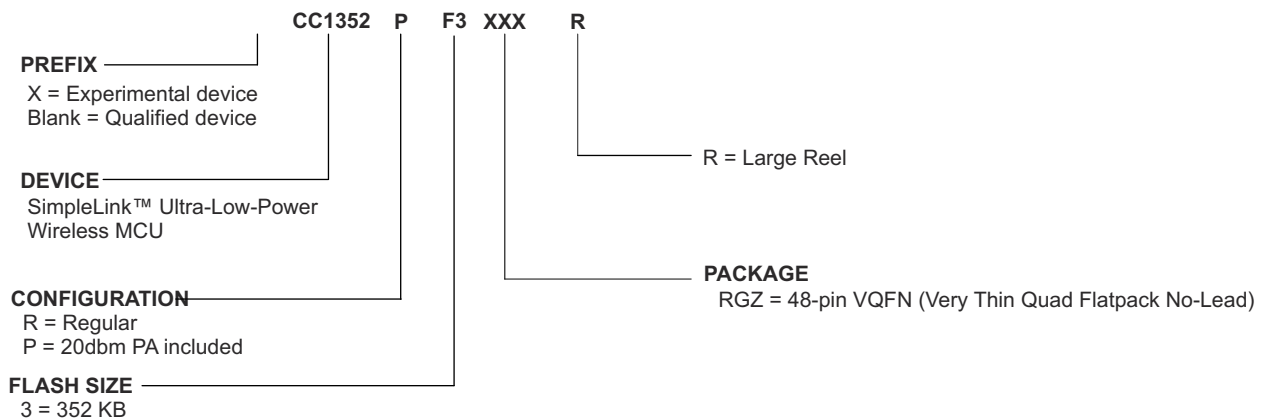 CC1352 P F3 XXX R
PREFIX
X = Experimental device
Blank = Qualified device
R = Large Reel
DEVICE
SimpleLink™ Ultra-Low-Power
Wireless MCU
PACKAGE
RGZ = 48-pin VQFN (Very Thin Quad Flatpack No-Lead)
CONFIGURATION
R = Regular
P = 20dbm PA included
FLASH SIZE
3 = 352 KB